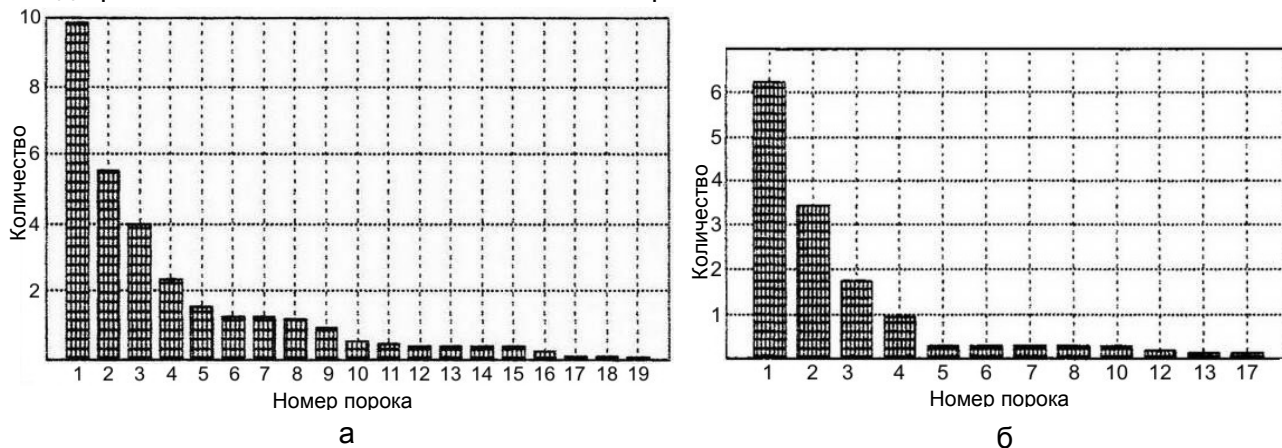 10
8
6
4
2
Количество
1 2 3 4 5 6 7 8 9 10 11 12 13 14 15 16 17 18 19
Номер порока
а
6
5
4
3
2
1
Количество
1 2 3 4 5 6 7 8 10 12 13 17
Номер порока
б